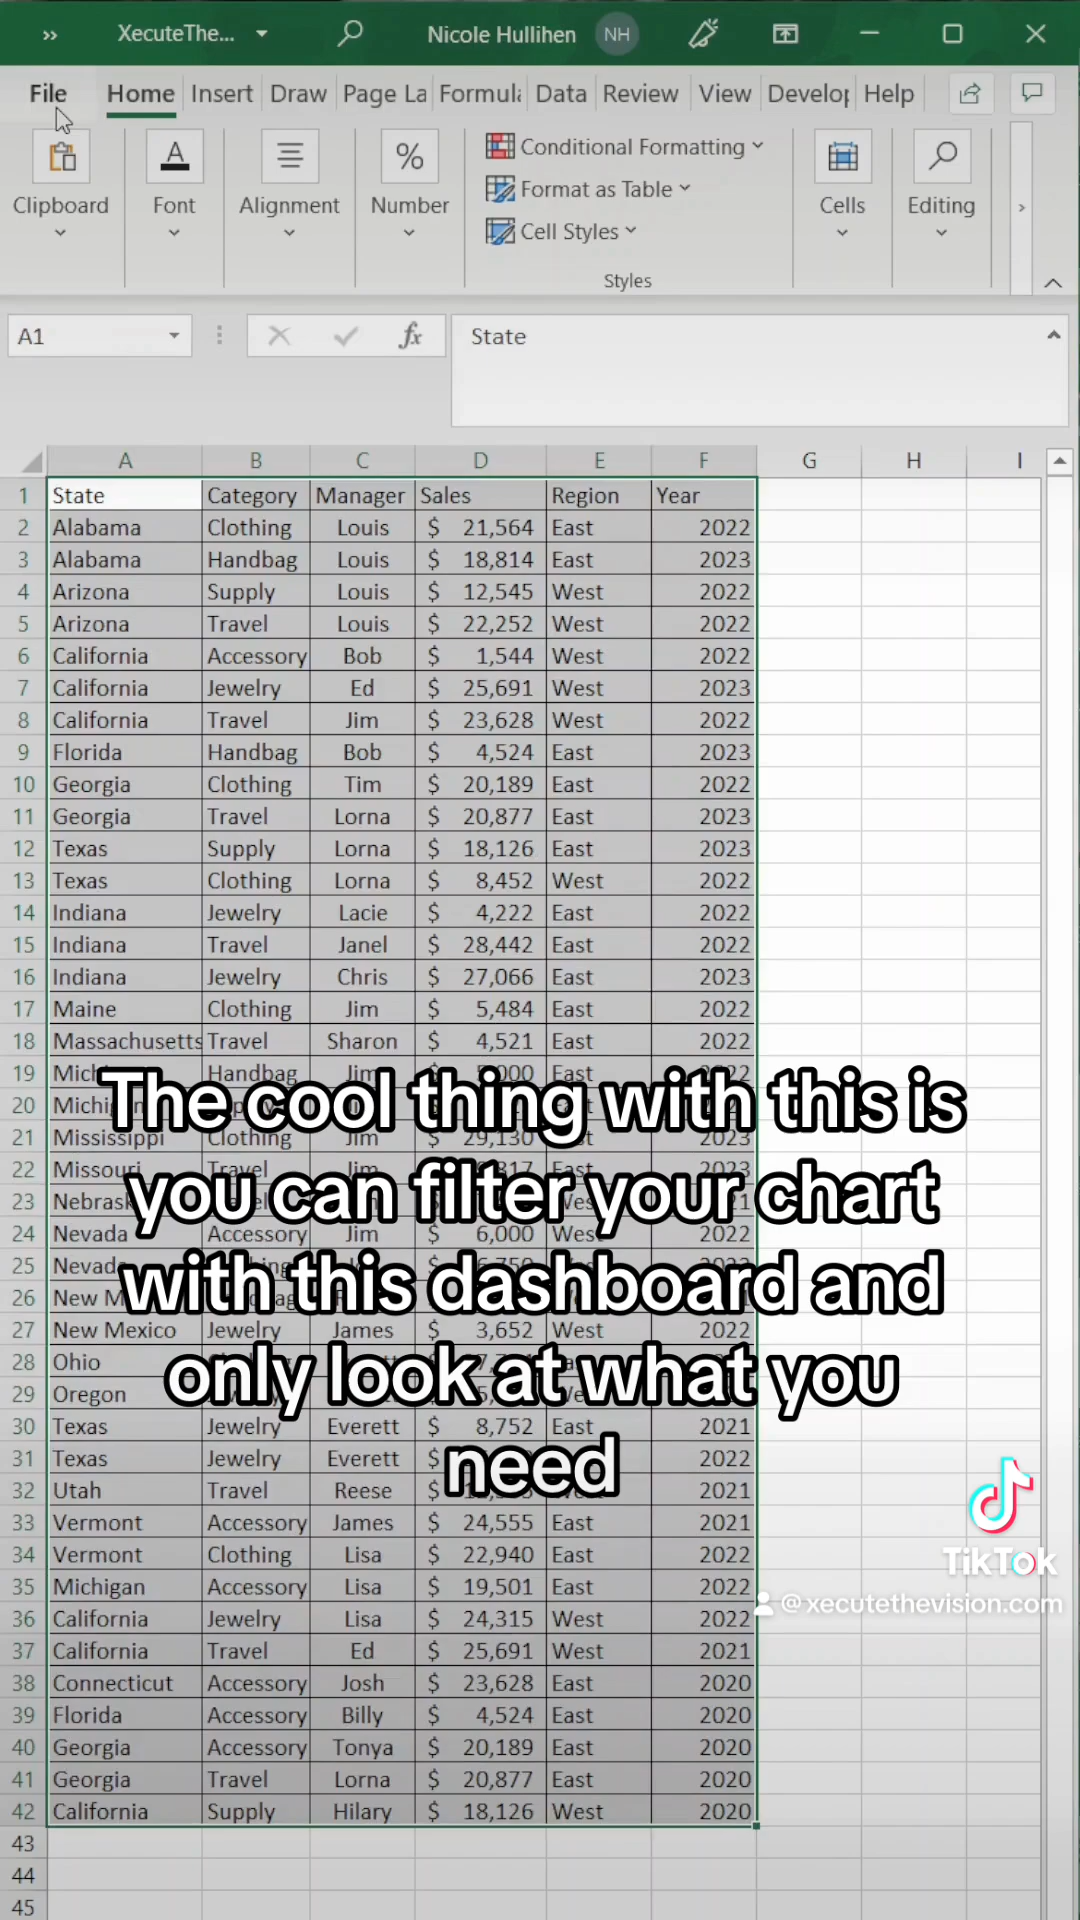 XecuteThe... Nicole Hullihen NH
File Home Insert Draw Page La Formula Data Review View Develop Help
Clipboard Font Alignment Number Conditional Formatting Cells Editing
Format as Table
Cell Styles
Styles
A1 fx State
A B C D E F G H I
1 State Category Manager Sales Region Year
2 Alabama Clothing Louis $ 21,564 East 2022
3 Alabama Handbag Louis $ 18,814 East 2023
4 Arizona Supply Louis $ 12,545 West 2022
5 Arizona Travel Louis $ 22,252 West 2022
6 California Accessory Bob $ 1,544 West 2022
7 California Jewelry Ed $ 25,691 West 2023
8 California Travel Jim $ 23,628 West 2022
9 Florida Handbag Bob $ 4,524 East 2023
10 Georgia Clothing Tim $ 20,189 East 2022
11 Georgia Travel Lorna $ 20,877 East 2023
12 Texas Supply Lorna $ 18,126 East 2023
13 Texas Clothing Lorna $ 8,452 West 2022
14 Indiana Jewelry Lacie $ 4,222 East 2022
15 Indiana Travel Janel $ 28,442 East 2022
16 Indiana Jewelry Chris $ 27,066 East 2023
17 Maine Clothing Jim $ 5,484 East 2022
18 Massachusetts Travel Sharon $ 4,521 East 2022
19 Handbag
20
21 Mississippi Clothing Jim $ 29,130 2023
22 Missouri Travel Jim 2023
23
24 Nevada Accessory Jim $ 6,000 West 2022
25
26
27 New Mexico Jewelry James $ 3,652 West 2022
28 Ohio
29 Oregon
30 Texas Jewelry Everett $ 8,752 East 2021
31 Texas Jewelry Everett $ 2022
32 Utah Travel Reese $ 2021
33 Vermont Accessory James $ 24,555 East 2021
34 Vermont Clothing Lisa $ 22,940 East 2022
35 Michigan Accessory Lisa $ 19,501 East 2022
36 California Jewelry Lisa $ 24,315 West 2022
37 California Travel Ed $ 25,691 West 2021
38 Connecticut Accessory Josh $ 23,628 East 2020
39 Florida Accessory Billy $ 4,524 East 2020
40 Georgia Accessory Tonya $ 20,189 East 2020
41 Georgia Travel Lorna $ 20,877 East 2020
42 California Supply Hilary $ 18,126 West 2020
43
44
45
The cool thing with this is
you can filter your chart
with this dashboard and
only look at what you
need
TikTok
@xecutethevision.com